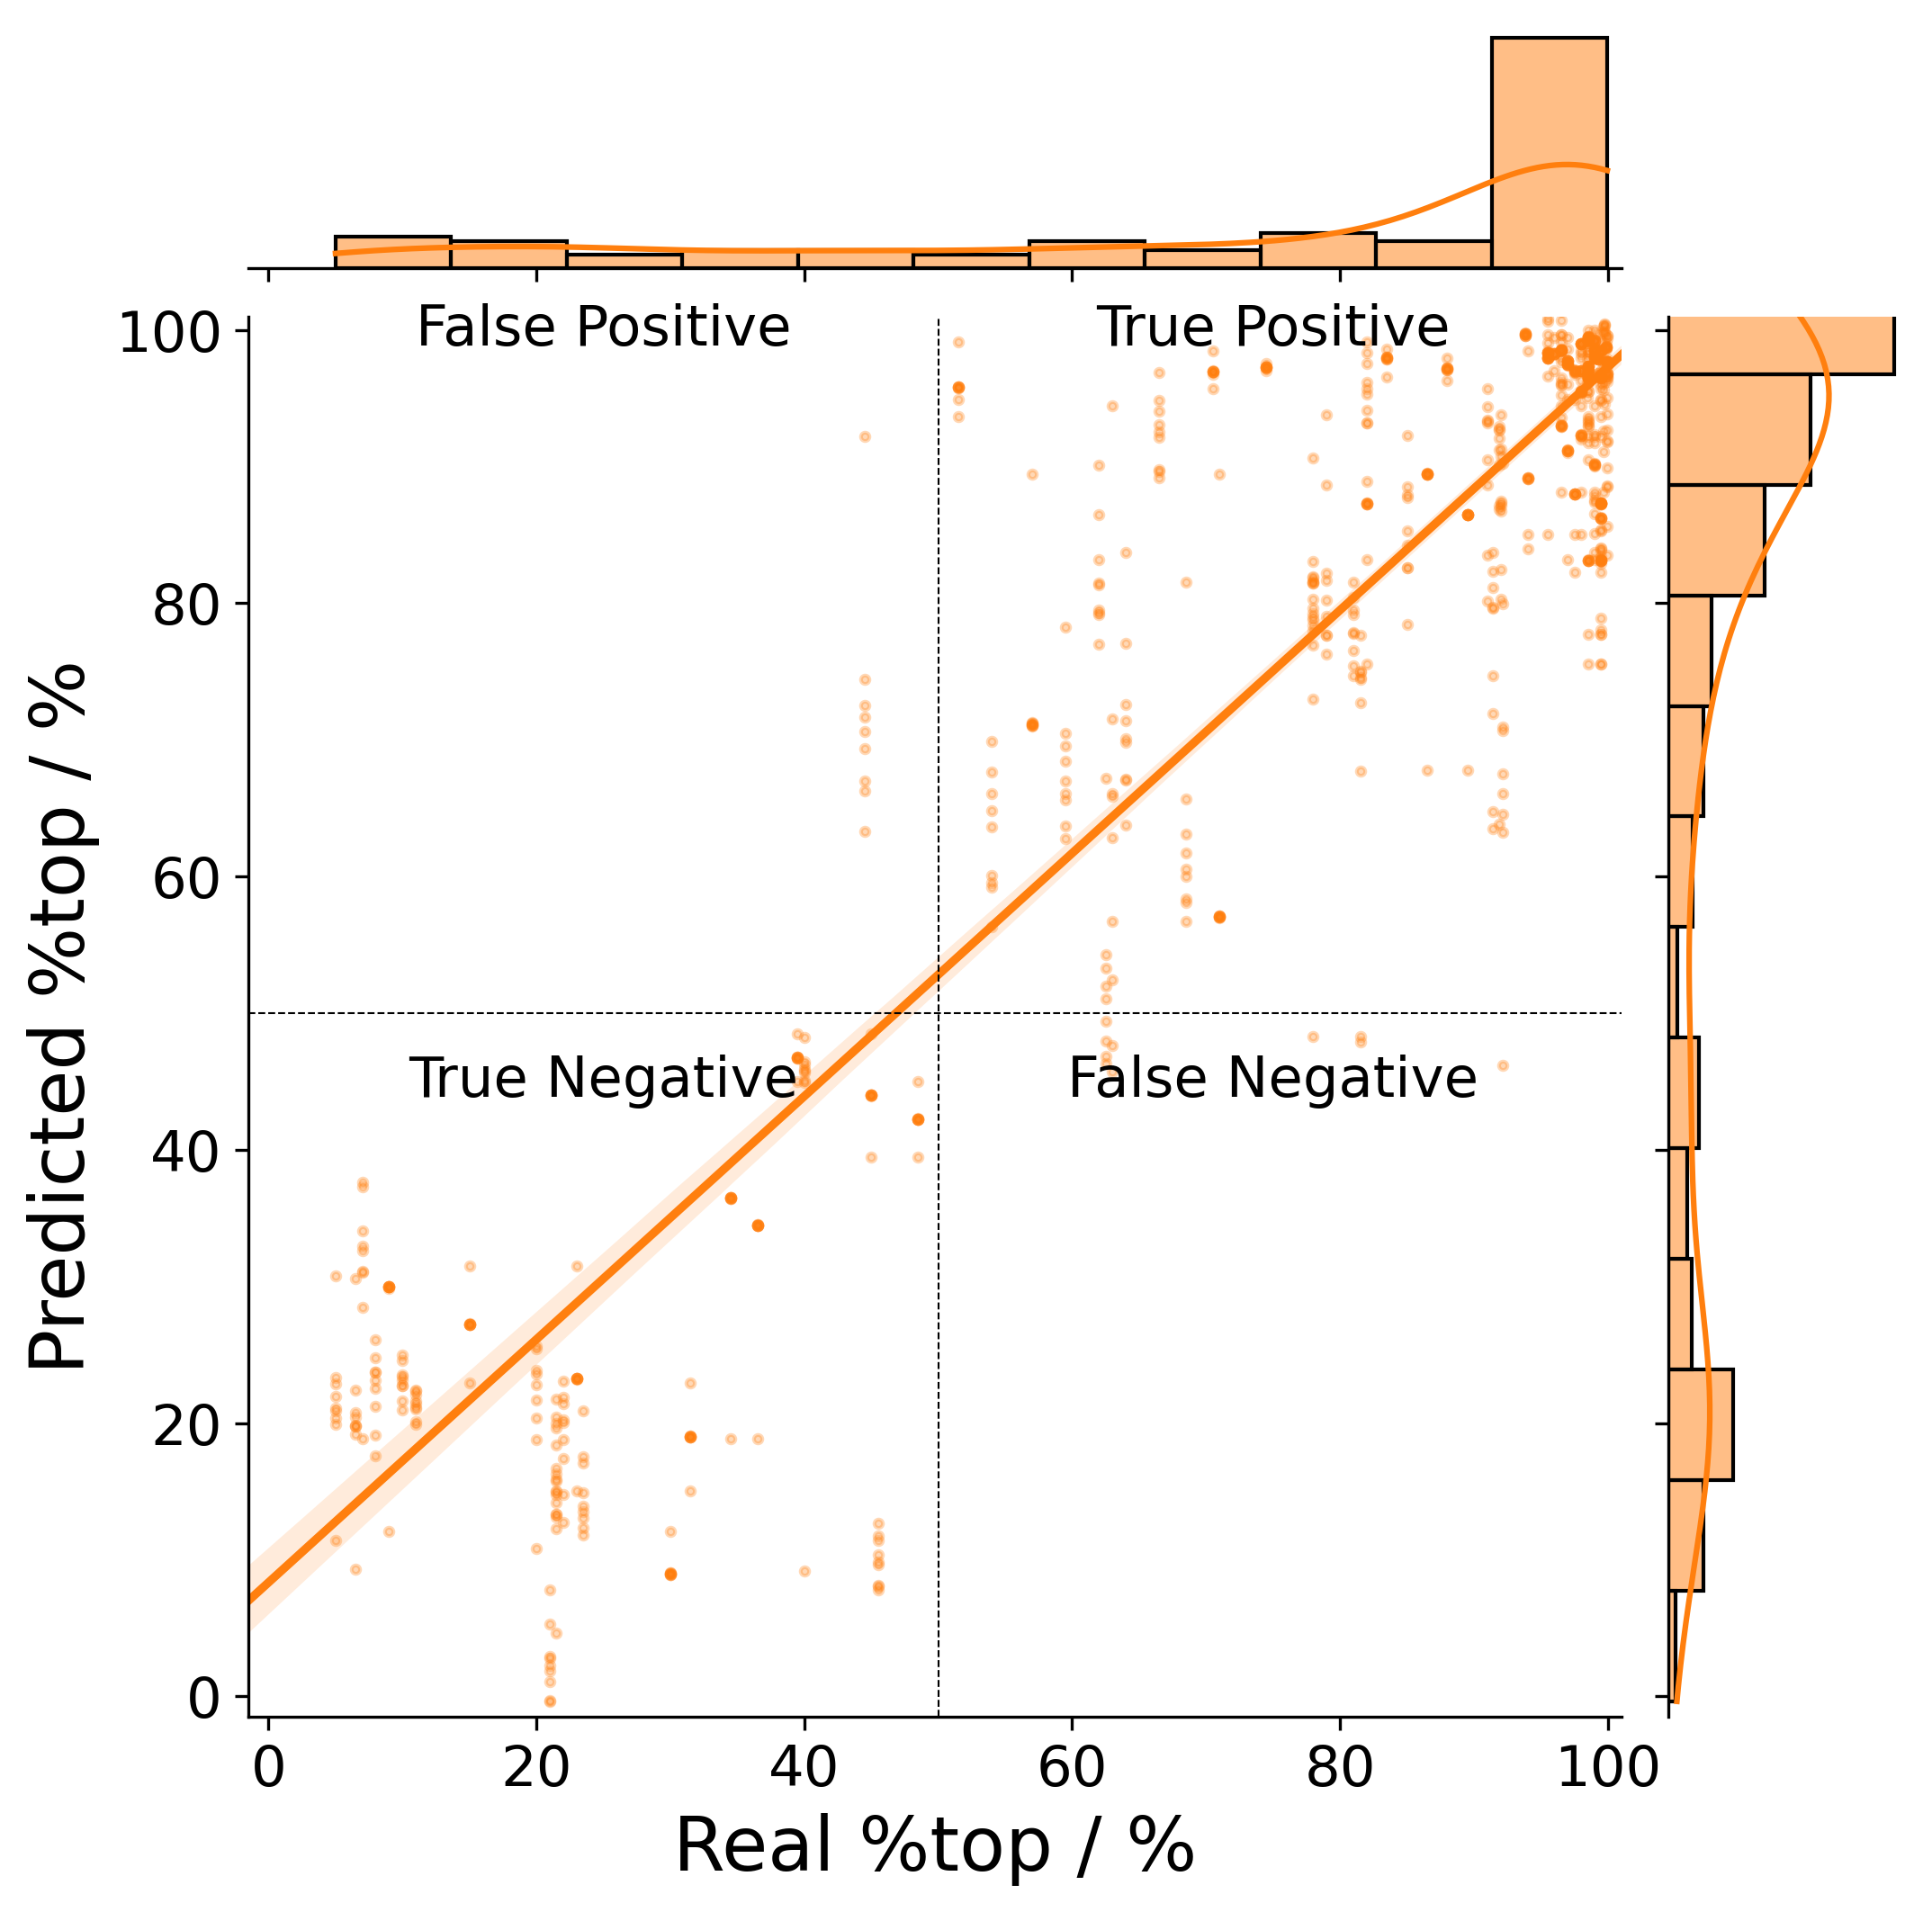 False Positive True Positive
100
80
60
40
20
0
True Negative False Negative
0 20 40 60 80 100
Real %top / %
Predicted %top / %